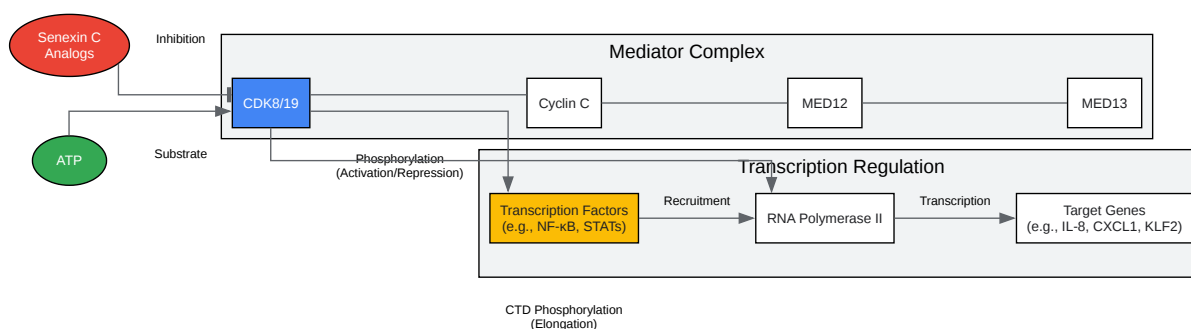 Senexin C
Analogs
Inhibition
Mediator Complex
CDK8/19
Cyclin C
MED12
MED13
ATP
Substrate
Phosphorylation
(Activation/Repression)
Transcription Regulation
Transcription Factors
(e.g., NF-κB, STATs)
Recruitment
RNA Polymerase II
Transcription
Target Genes
(e.g., IL-8, CXCL1, KLF2)
CTD Phosphorylation
(Elongation)